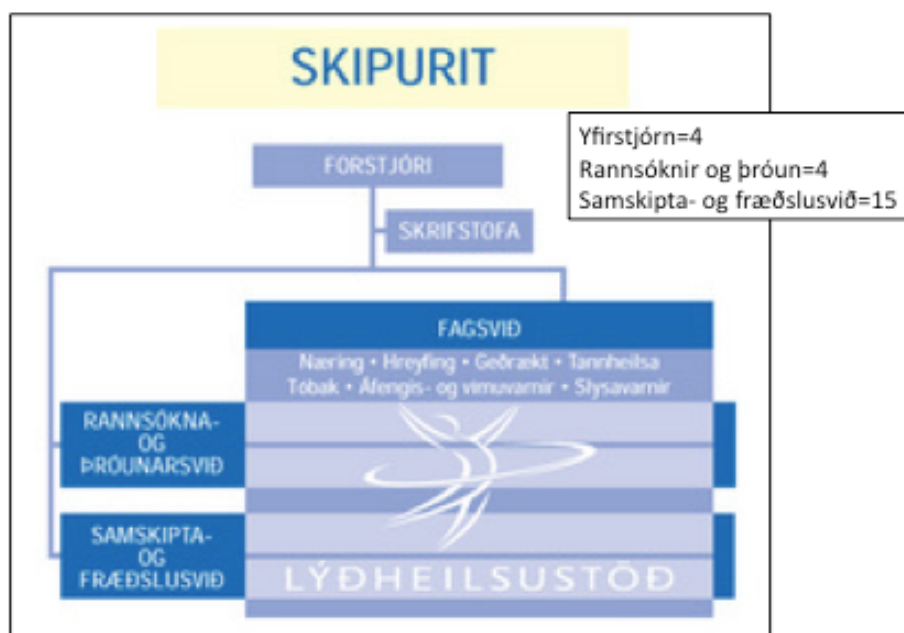 SKIPURIT
Yfirstjórn=4
Rannsóknir og þróun=4
Samskipta- og fræðslusvið=15
FORSTJÓRI
SKRIFSTOFA
FAGSVIÐ
Næring • Hreyfing • Geðrækt • Tannheilsa
Tobak • Áfengis- og vímuvarnir • Slysavarnir
RANNSÓKNA-
OG
ÞRÓUNARSVIÐ
SAMSKIPTA-
OG
FRÆÐSLUSVIÐ
LÝÐHEILSUSTÖÐ